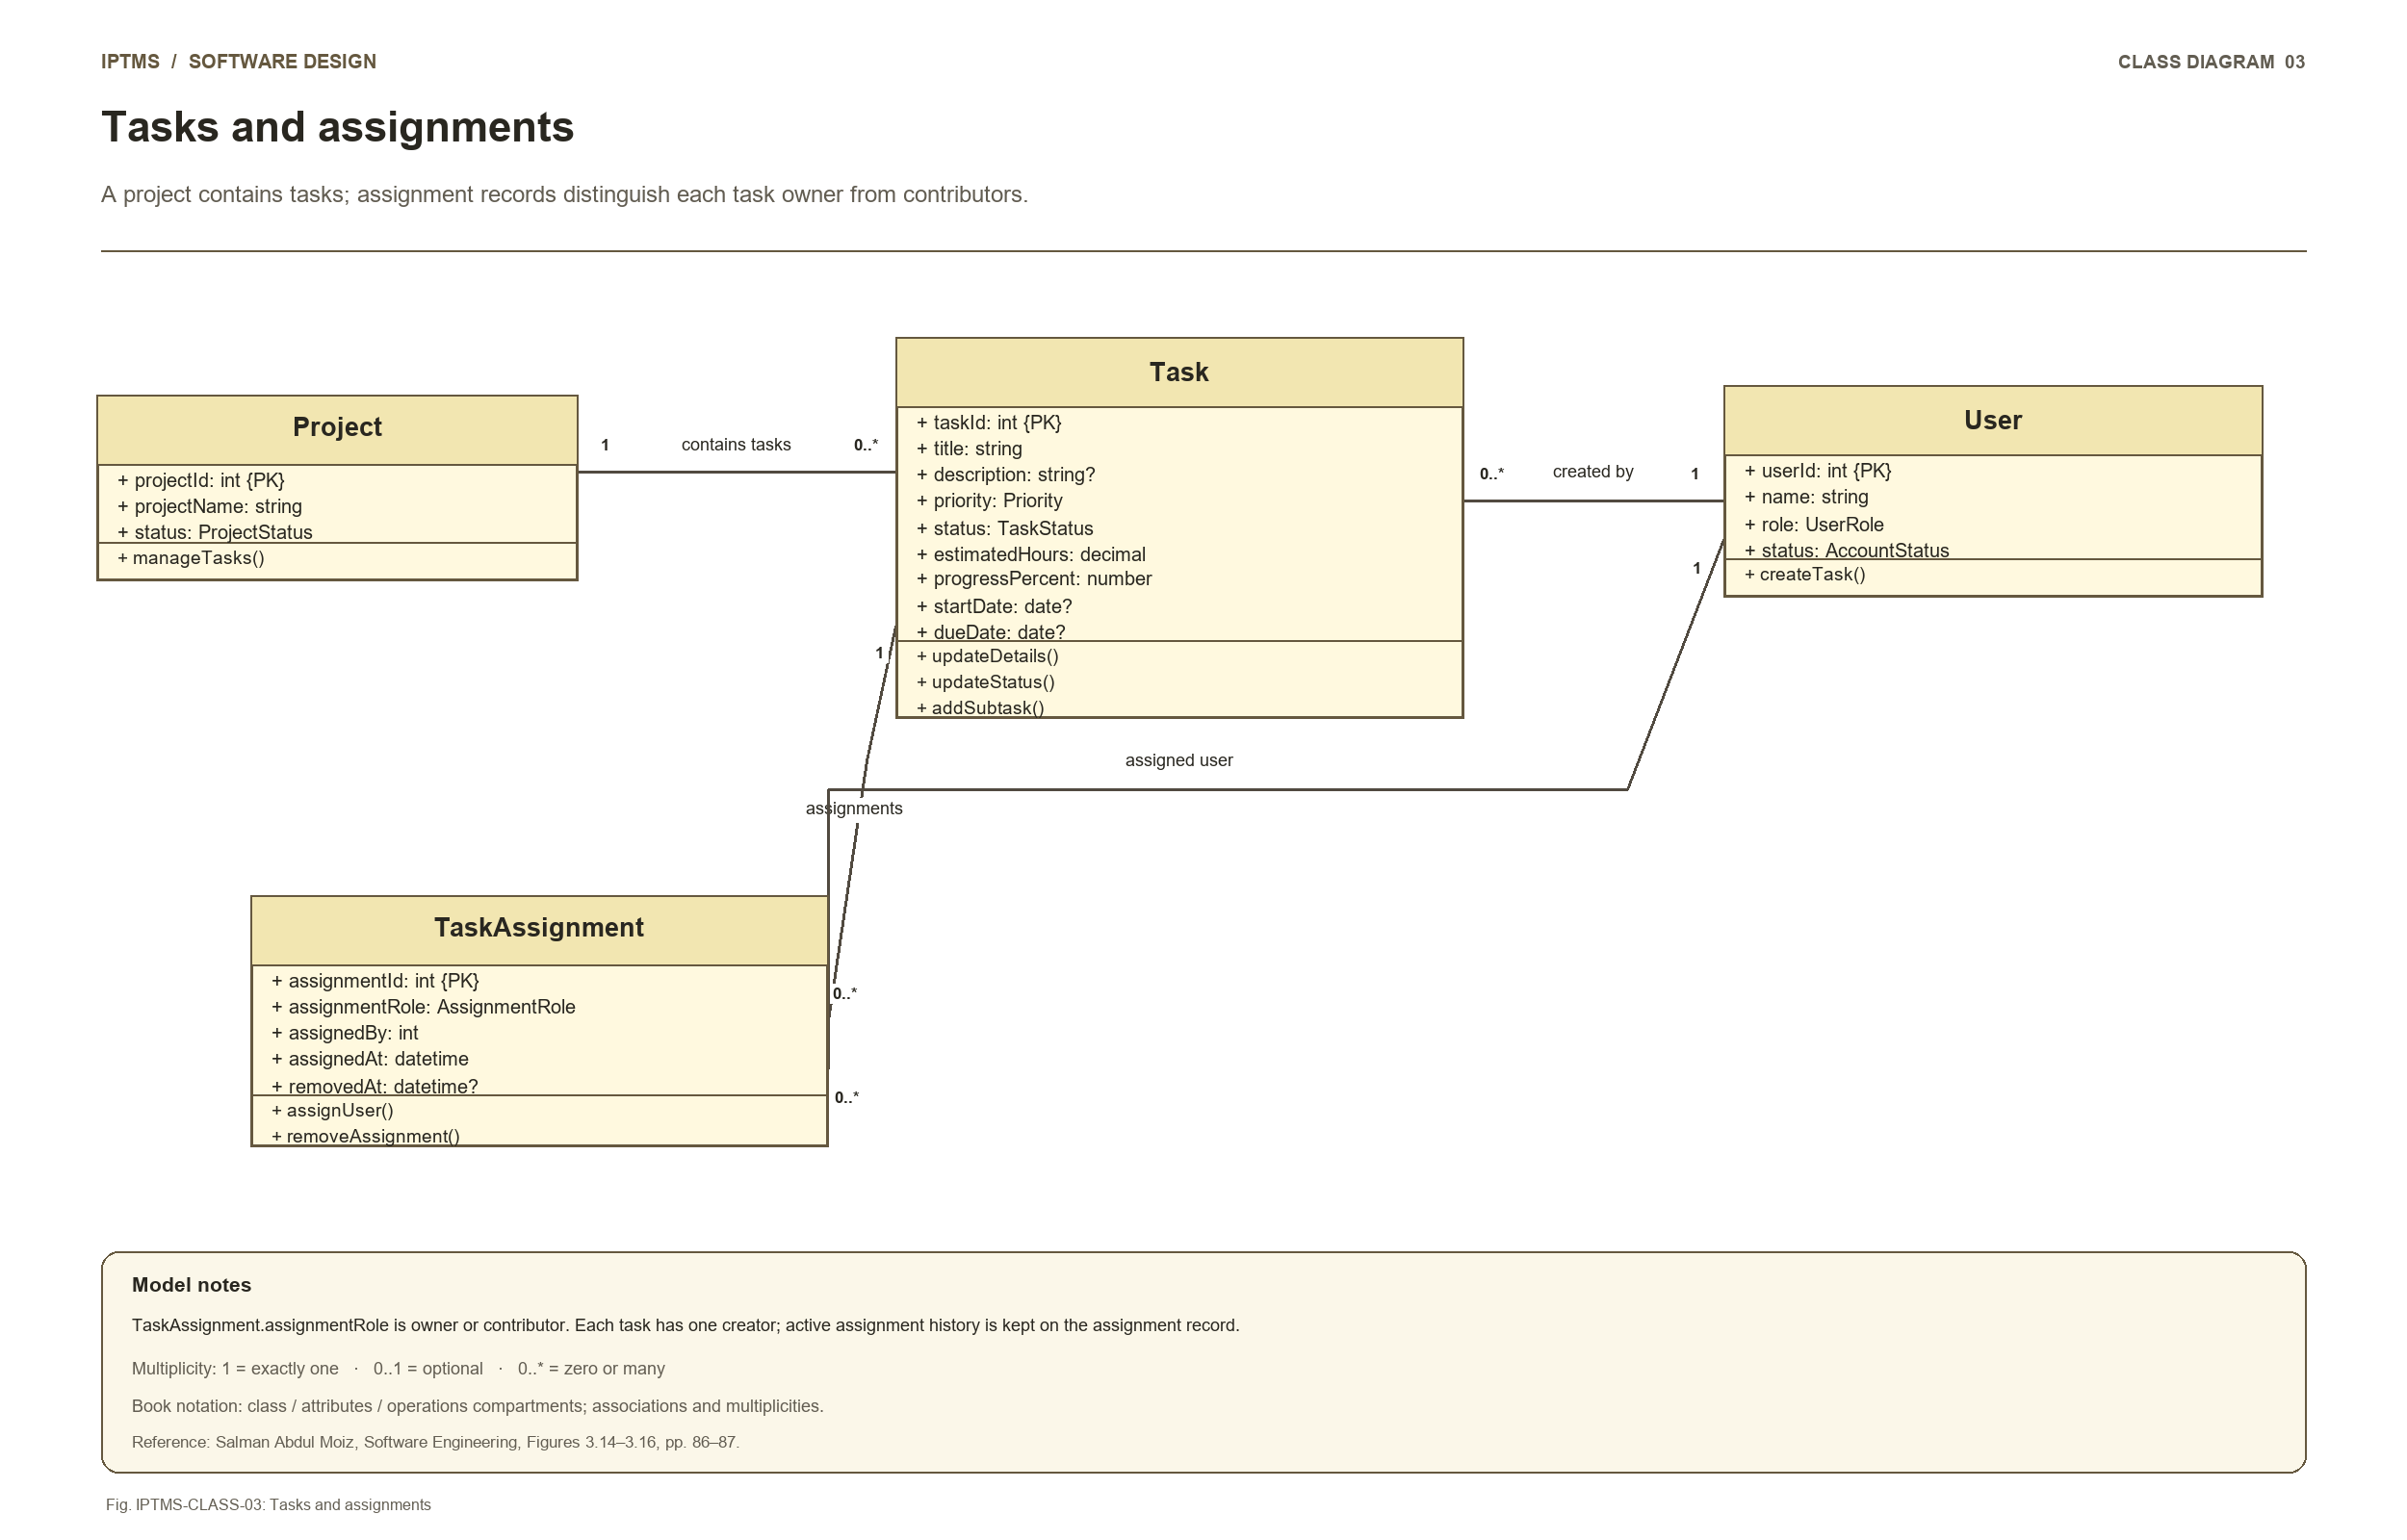 IPTMS / SOFTWARE DESIGN
CLASS DIAGRAM 03
Tasks and assignments
A project contains tasks; assignment records distinguish each task owner from contributors.
Project
+ projectId: int {PK}
+ projectName: string
+ status: ProjectStatus
+ manageTasks()
1
contains tasks
0..*
Task
+ taskId: int {PK}
+ title: string
+ description: string?
+ priority: Priority
+ status: TaskStatus
+ estimatedHours: decimal
+ progressPercent: number
+ startDate: date?
+ dueDate: date?
+ updateDetails()
+ updateStatus()
+ addSubtask()
0..*
created by
1
User
+ userId: int {PK}
+ name: string
+ role: UserRole
+ status: AccountStatus
+ createTask()
1
1
assigned user
assignments
TaskAssignment
+ assignmentId: int {PK}
+ assignmentRole: AssignmentRole
+ assignedBy: int
+ assignedAt: datetime
+ removedAt: datetime?
+ assignUser()
+ removeAssignment()
0..*
0..*
Model notes
TaskAssignment.assignmentRole is owner or contributor. Each task has one creator; active assignment history is kept on the assignment record.
Multiplicity: 1 = exactly one · 0..1 = optional · 0..* = zero or many
Book notation: class / attributes / operations compartments; associations and multiplicities.
Reference: Salman Abdul Moiz, Software Engineering, Figures 3.14–3.16, pp. 86–87.
Fig. IPTMS-CLASS-03: Tasks and assignments